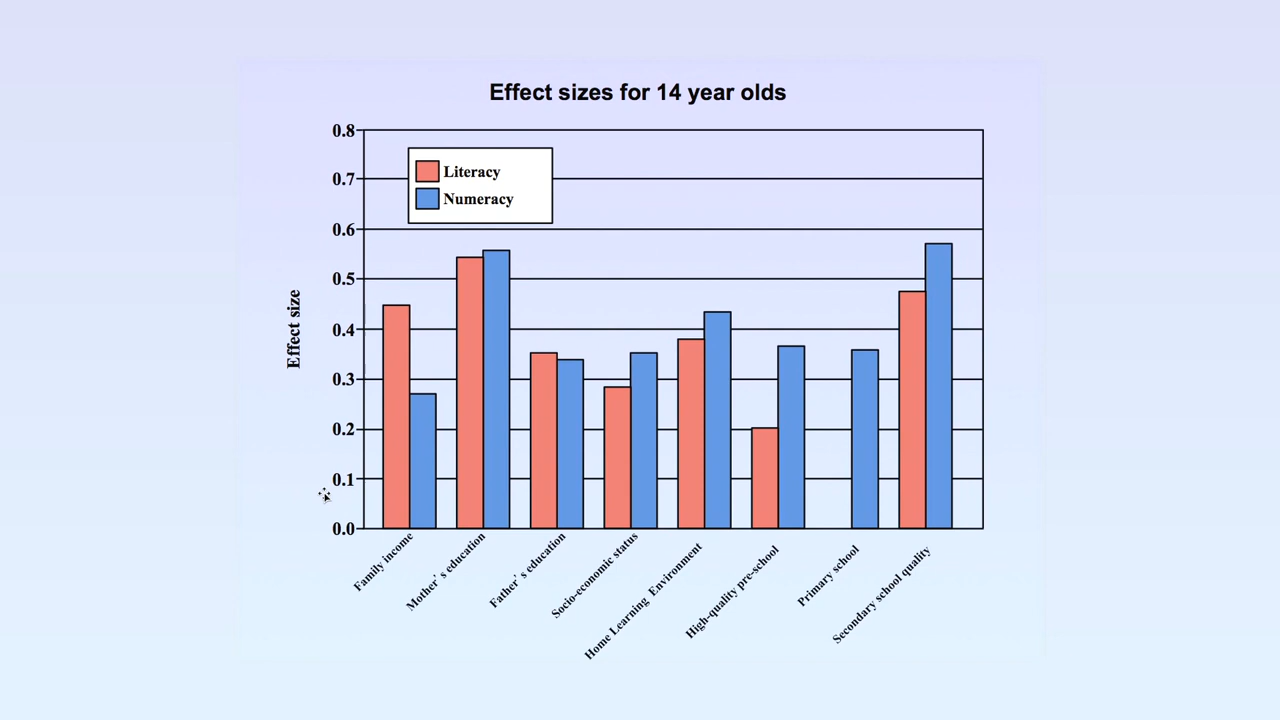 Effect sizes for 14 year olds
0.8
0.7
0.6
0.5
0.4
0.3
0.2
0.1
0.0
Effect size
Literacy
Numeracy
Family income
Mother's education
Father's education
Socio-economic status
Home Learning Environment
High-quality pre-school
Primary school
Secondary school quality